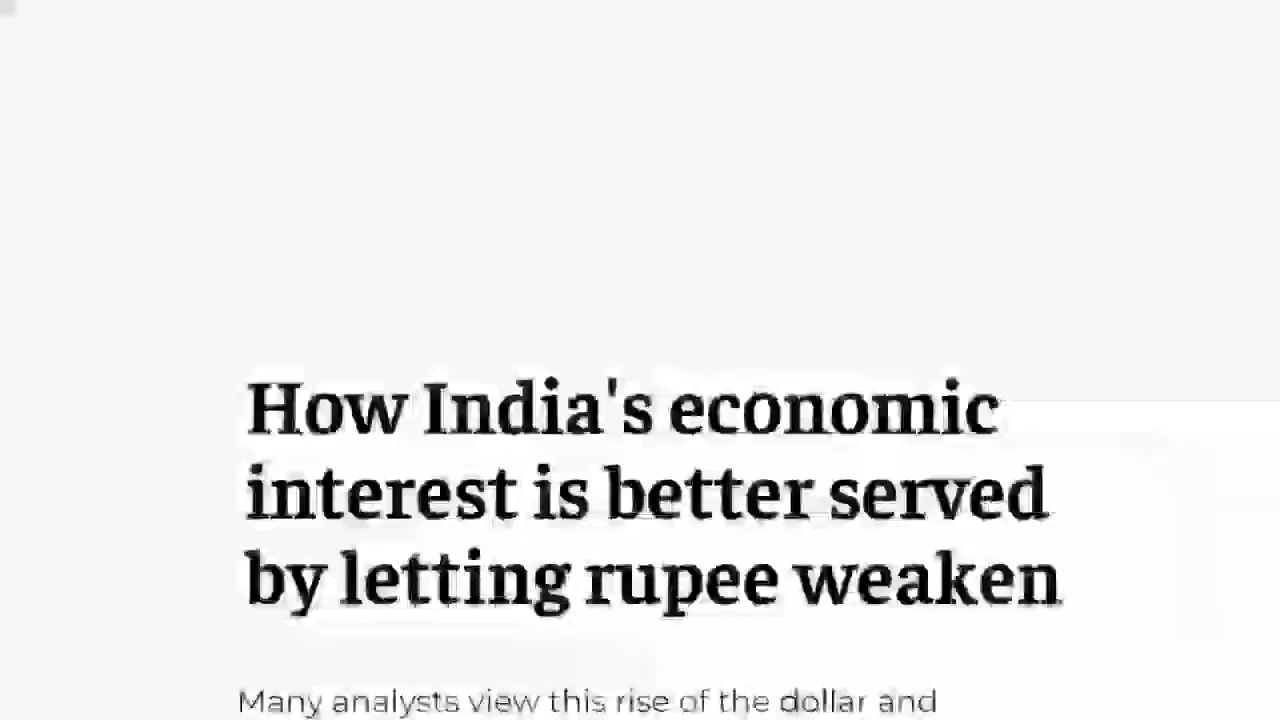 How India's economic
interest is better served
by letting rupee weaken
Many analysts view this rise of the dollar and